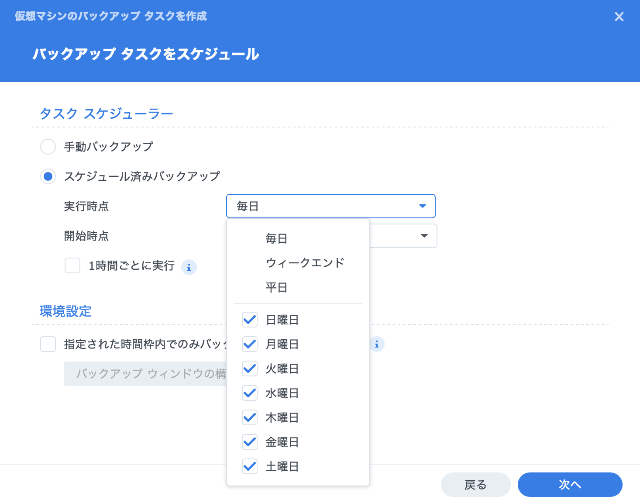 仮想マシンのバックアップ タスクを作成
バックアップ タスクをスケジュール
タスク スケジューラー
手動バックアップ
スケジュール済みバックアップ
実行時点
毎日
開始時点
毎日
ウィークエンド
平日
1時間ごとに実行
環境設定
日曜日
指定された時間枠内でのみバッ
月曜日
火曜日
バックアップ ウィンドウの構
水曜日
木曜日
金曜日
土曜日
戻る
次へ